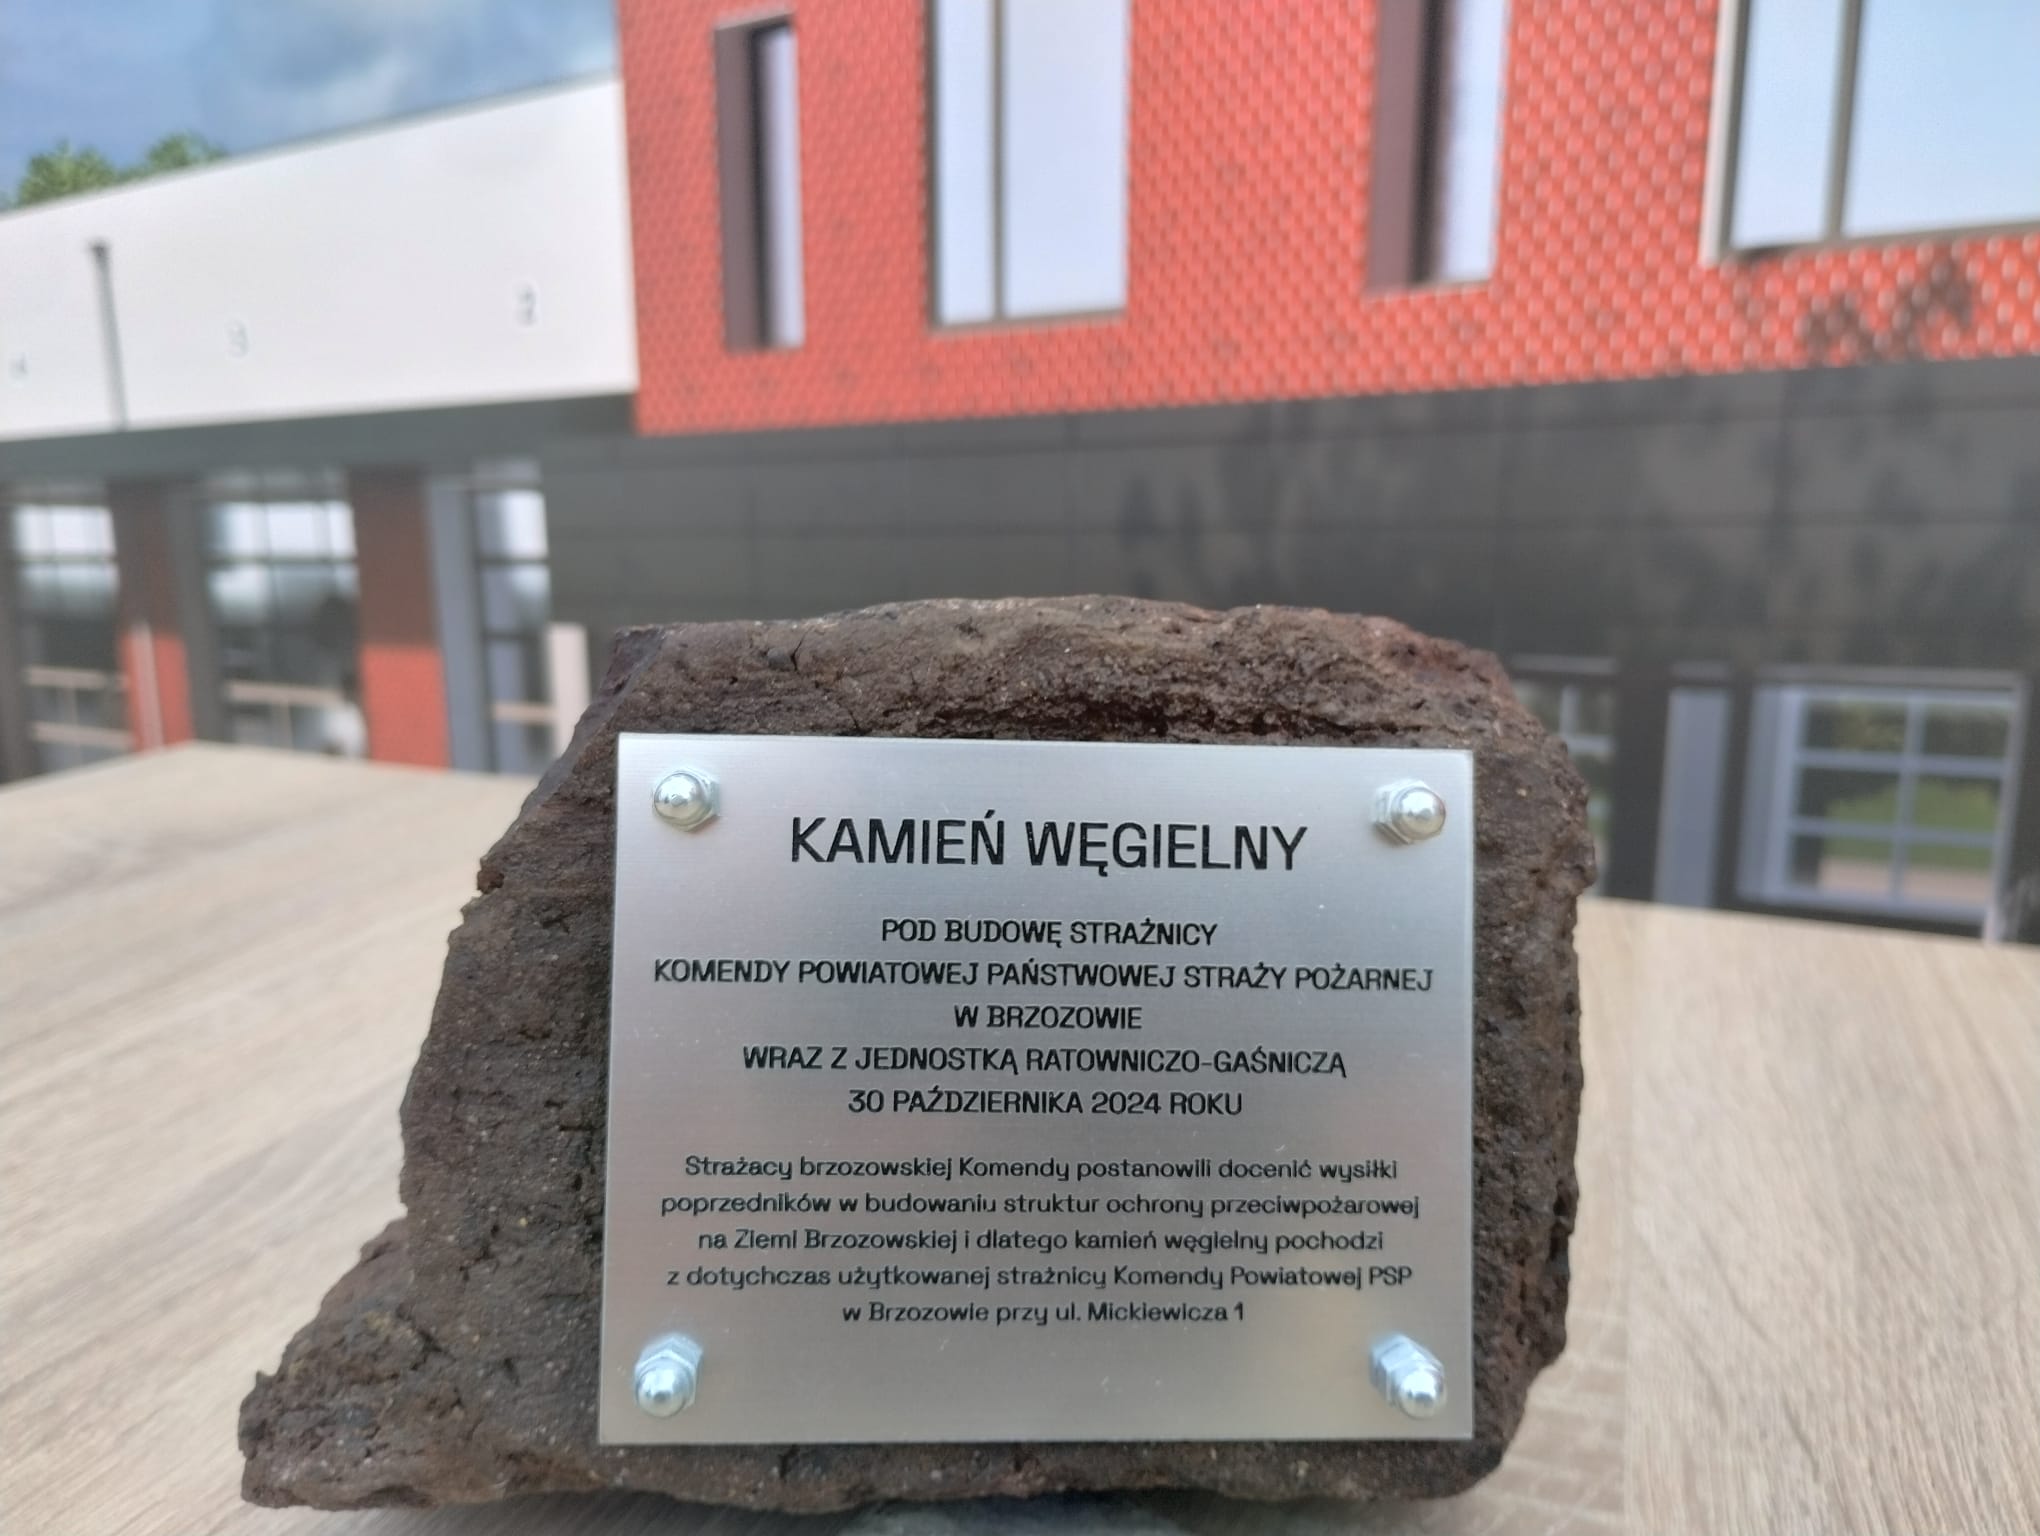 2
3
KAMIEŃ WĘGIELNY
POD BUDOWĘ STRAŻNICY
KOMENDY POWIATOWEJ PAŃSTWOWEJ STRAŻY POŻARNEJ
W BRZOZOWIE
WRAZ Z JEDNOSTKĄ RATOWNICZO-GAŚNICZĄ
30 PAŹDZIERNIKA 2024 ROKU
Strażacy brzozowskiej Komendy postanowili docenić wysiłki
poprzedników w budowaniu struktur ochrony przeciwpożarowej
na Ziemi Brzozowskiej i dlatego kamień węgielny pochodzi
z dotychczas użytkowanej strażnicy Komendy Powiatowej PSP
w Brzozowie przy ul. Mickiewicza 1